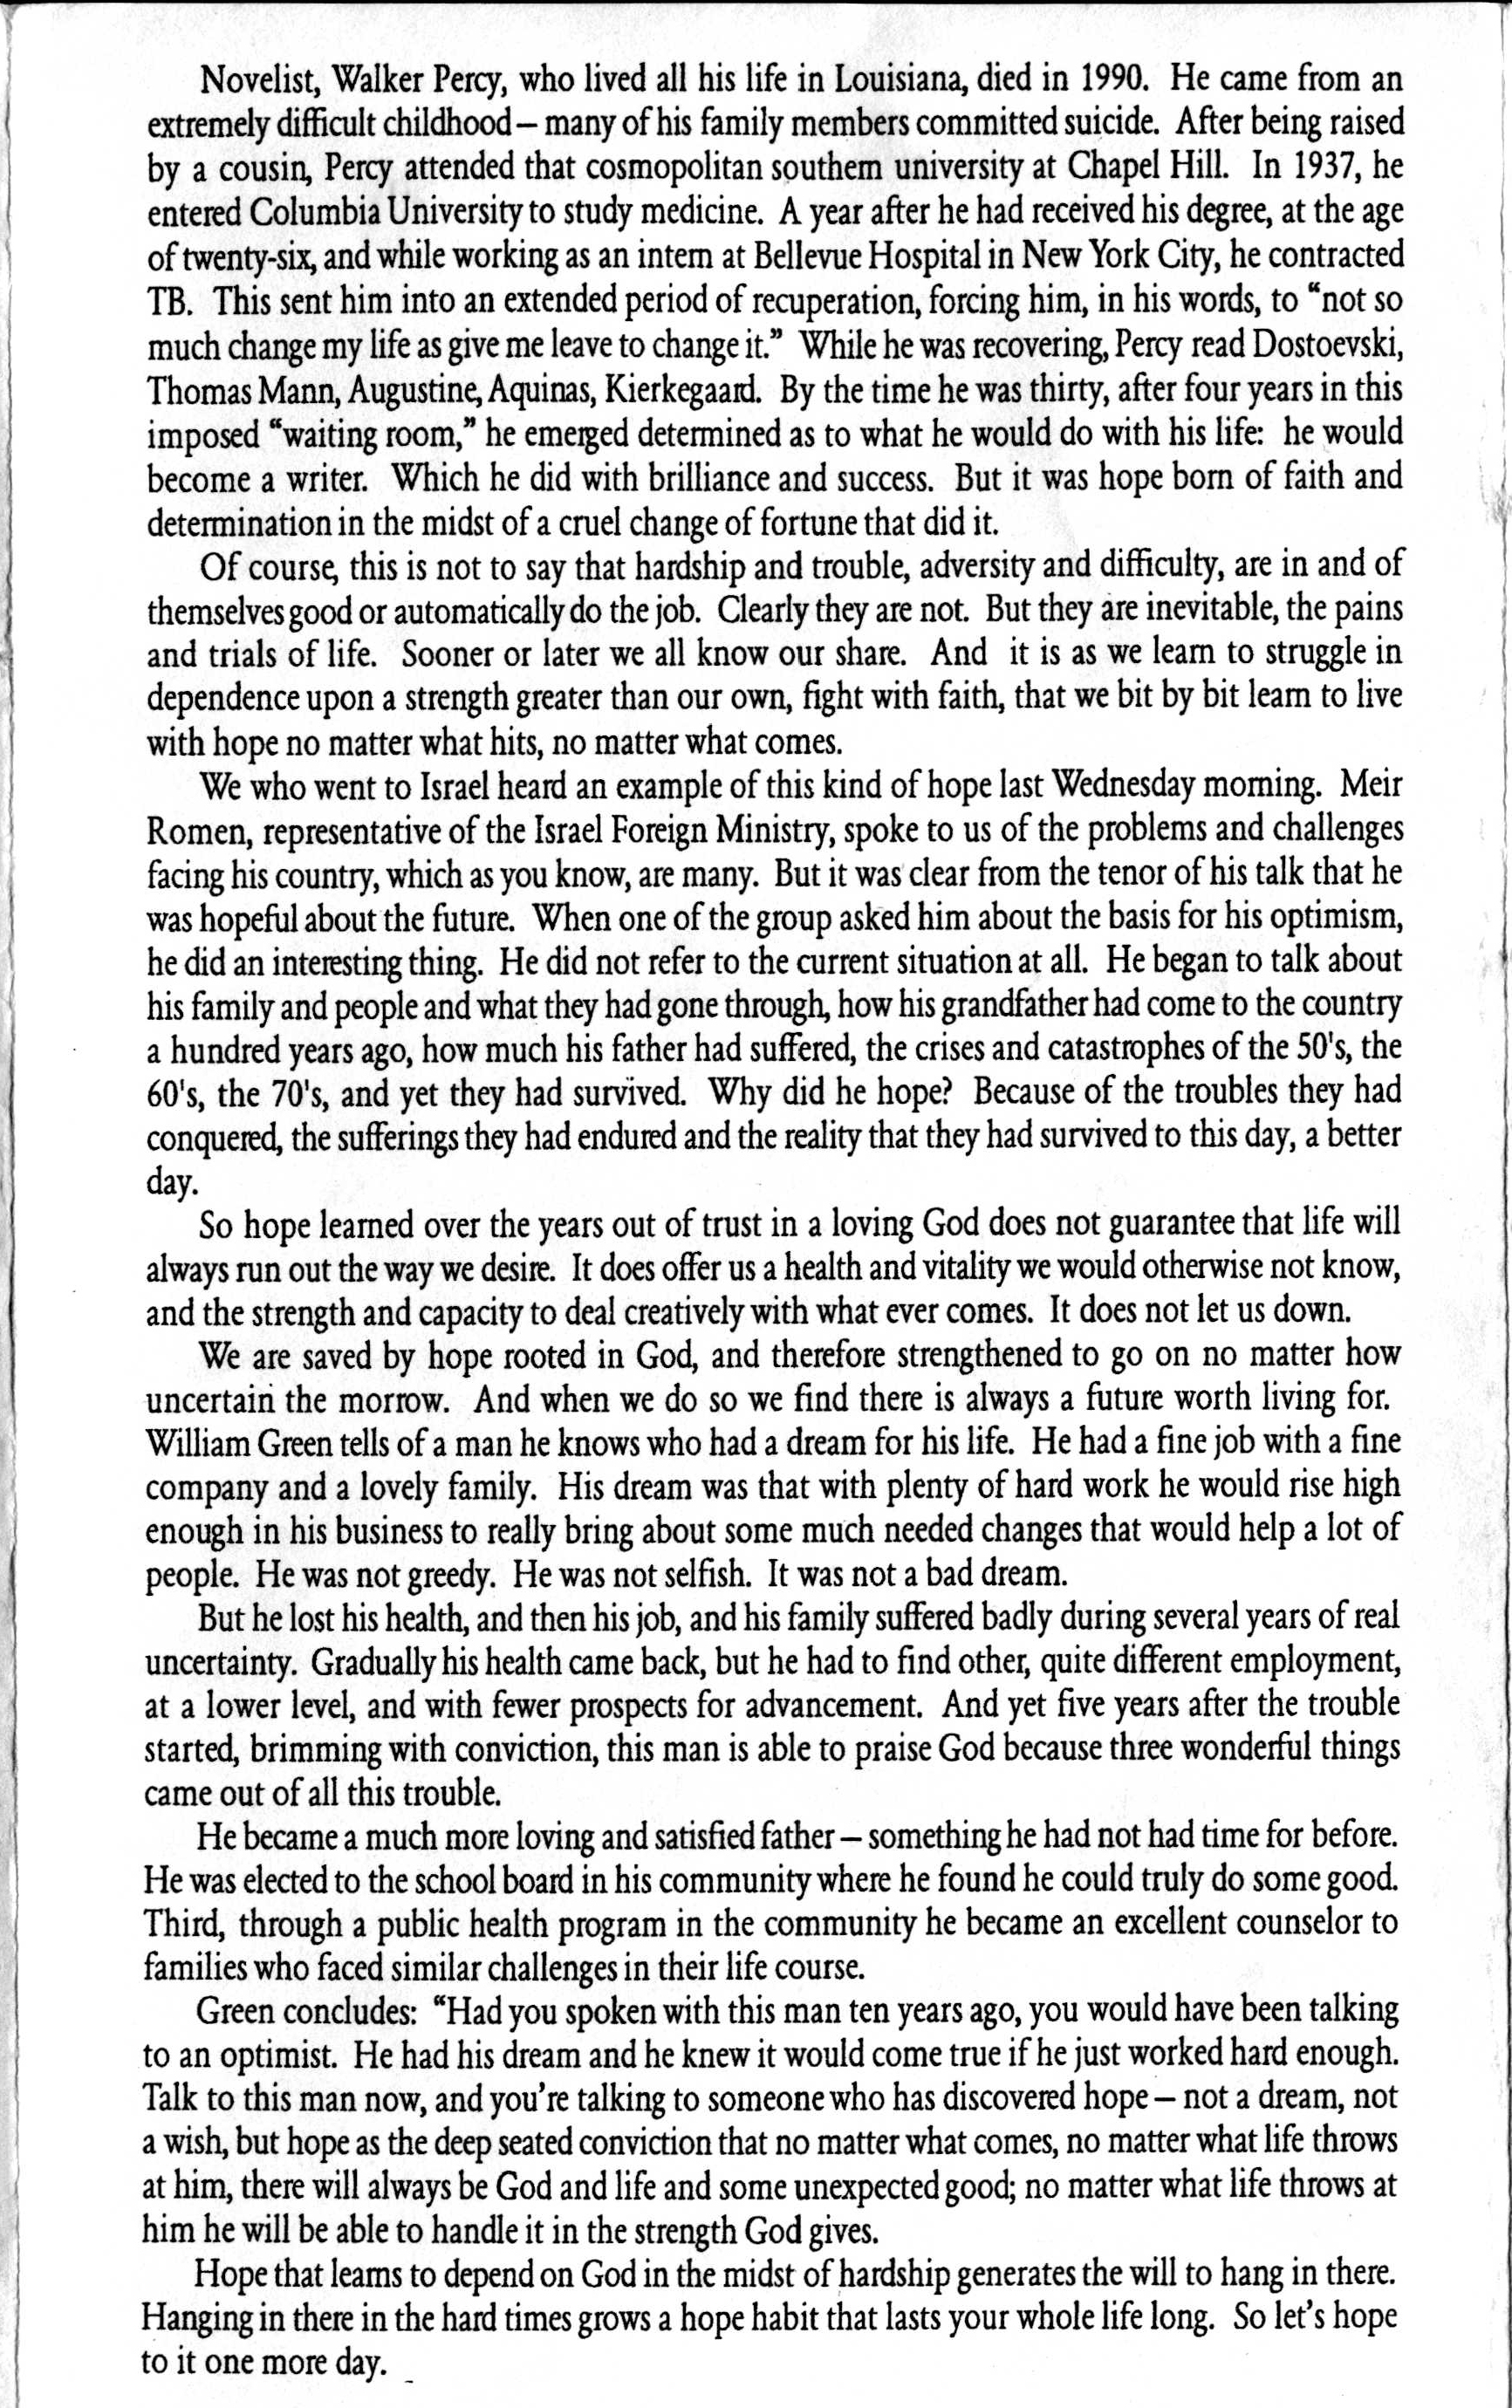 Novelist, Walker Percy, who lived all his life in Louisiana, died in 1990. He came from an
extremely difficult childhood – many of his family members committed suicide. After being raised
by a cousin, Percy attended that cosmopolitan southern university at Chapel Hill. In 1937, he
entered Columbia University to study medicine. A year after he had received his degree, at the age
of twenty-six, and while working as an intern at Bellevue Hospital in New York City, he contracted
TB. This sent him into an extended period of recuperation, forcing him, in his words, to “not so
much change my life as give me leave to change it.” While he was recovering, Percy read Dostoevski,
Thomas Mann, Augustine, Aquinas, Kierkegaard. By the time he was thirty, after four years in this
imposed “waiting room,” he emerged determined as to what he would do with his life: he would
become a writer. Which he did with brilliance and success. But it was hope born of faith and
determination in the midst of a cruel change of fortune that did it.
Of course, this is not to say that hardship and trouble, adversity and difficulty, are in and of
themselves good or automatically do the job. Clearly they are not. But they are inevitable, the pains
and trials of life. Sooner or later we all know our share. And it is as we learn to struggle in
dependence upon a strength greater than our own, fight with faith, that we bit by bit learn to live
with hope no matter what hits, no matter what comes.
We who went to Israel heard an example of this kind of hope last Wednesday morning. Meir
Romen, representative of the Israel Foreign Ministry, spoke to us of the problems and challenges
facing his country, which as you know, are many. But it was clear from the tenor of his talk that he
was hopeful about the future. When one of the group asked him about the basis for his optimism,
he did an interesting thing. He did not refer to the current situation at all. He began to talk about
his family and people and what they had gone through, how his grandfather had come to the country
a hundred years ago, how much his father had suffered, the crises and catastrophes of the 50's, the
60's, the 70's, and yet they had survived. Why did he hope? Because of the troubles they had
conquered, the sufferings they had endured and the reality that they had survived to this day, a better
day.
So hope learned over the years out of trust in a loving God does not guarantee that life will
always run out the way we desire. It does offer us a health and vitality we would otherwise not know,
and the strength and capacity to deal creatively with what ever comes. It does not let us down.
We are saved by hope rooted in God, and therefore strengthened to go on no matter how
uncertain the morrow. And when we do so we find there is always a future worth living for.
William Green tells of a man he knows who had a dream for his life. He had a fine job with a fine
company and a lovely family. His dream was that with plenty of hard work he would rise high
enough in his business to really bring about some much needed changes that would help a lot of
people. He was not greedy. He was not selfish. It was not a bad dream.
But he lost his health, and then his job, and his family suffered badly during several years of real
uncertainty. Gradually his health came back, but he had to find other, quite different employment,
at a lower level, and with fewer prospects for advancement. And yet five years after the trouble
started, brimming with conviction, this man is able to praise God because three wonderful things
came out of all this trouble.
He became a much more loving and satisfied father – something he had not had time for before.
He was elected to the school board in his community where he found he could truly do some good.
Third, through a public health program in the community he became an excellent counselor to
families who faced similar challenges in their life course.
Green concludes: “Had you spoken with this man ten years ago, you would have been talking
to an optimist. He had his dream and he knew it would come true if he just worked hard enough.
Talk to this man now, and you’re talking to someone who has discovered hope – not a dream, not
a wish, but hope as the deep seated conviction that no matter what comes, no matter what life throws
at him, there will always be God and life and some unexpected good; no matter what life throws at
him he will be able to handle it in the strength God gives.
Hope that learns to depend on God in the midst of hardship generates the will to hang in there.
Hanging in there in the hard times grows a hope habit that lasts your whole life long. So let’s hope
to it one more day.